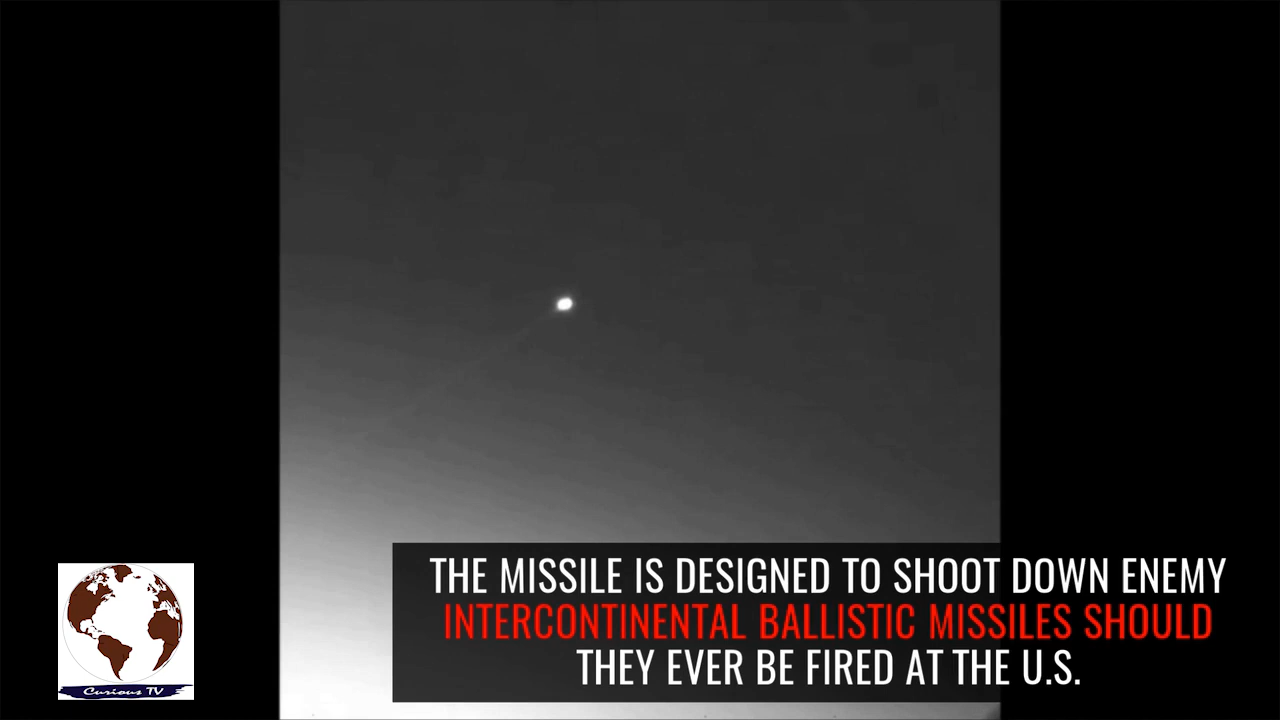 THE MISSILE IS DESIGNED TO SHOOT DOWN ENEMY
INTERCONTINENTAL BALLISTIC MISSILES SHOULD
THEY EVER BE FIRED AT THE U.S.
Curious TV